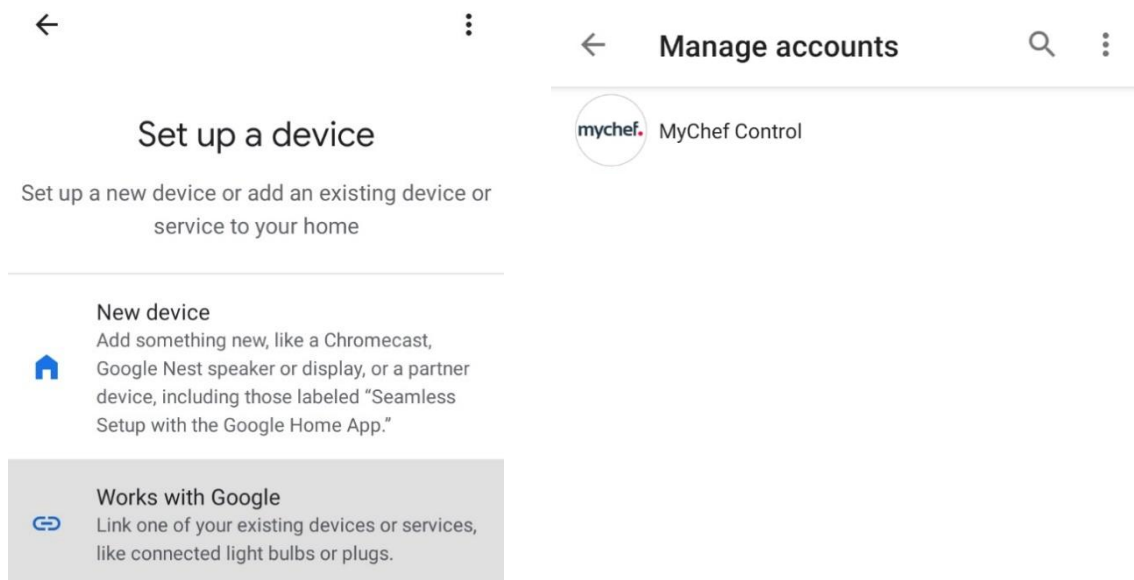 Set up a device
Set up a new device or add an existing device or
service to your home
New device
Add something new, like a Chromecast,
Google Nest speaker or display, or a partner
device, including those labeled “Seamless
Setup with the Google Home App.”
Works with Google
Link one of your existing devices or services,
like connected light bulbs or plugs.
Manage accounts
mychef.
MyChef Control